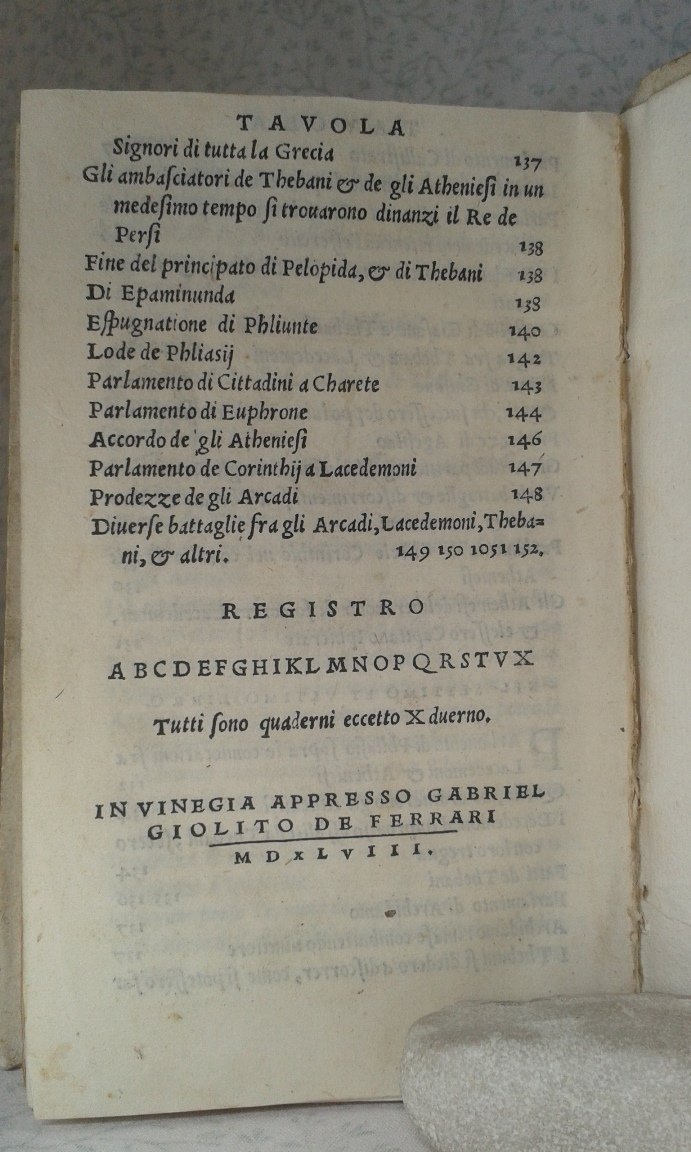 TAVOLA
Signori di tutta la Grecia 137
Gli ambaſciatori de Thebani & de gli Athenieſi in un
medeſimo tempo ſi trouarono dinanzi il Re de
Perſi 138
Fine del principato di Pelopida, & di Thebani 138
Di Epaminunda 138
Eſpugnatione di Phliunte 140
Lode de Phliasij 142
Parlamento di Cittadini a Charete 143
Parlamento di Euphrone 144
Accordo de gli Athenieſi 146
Parlamento de Corinthij a Lacedemoni 147
Prodezze de gli Arcadi 148
Diuerſe battaglie fra gli Arcadi, Lacedemoni, Theba=
ni, & altri. 149 150 1051 152.
REGISTRO
ABCDEFGHIKLMNOPQRSTVX
Tutti ſono quaderni eccetto X duerno.
IN VINEGIA APPRESSO GABRIEL
GIOLITO DE FERRARI
MDXLVIII.